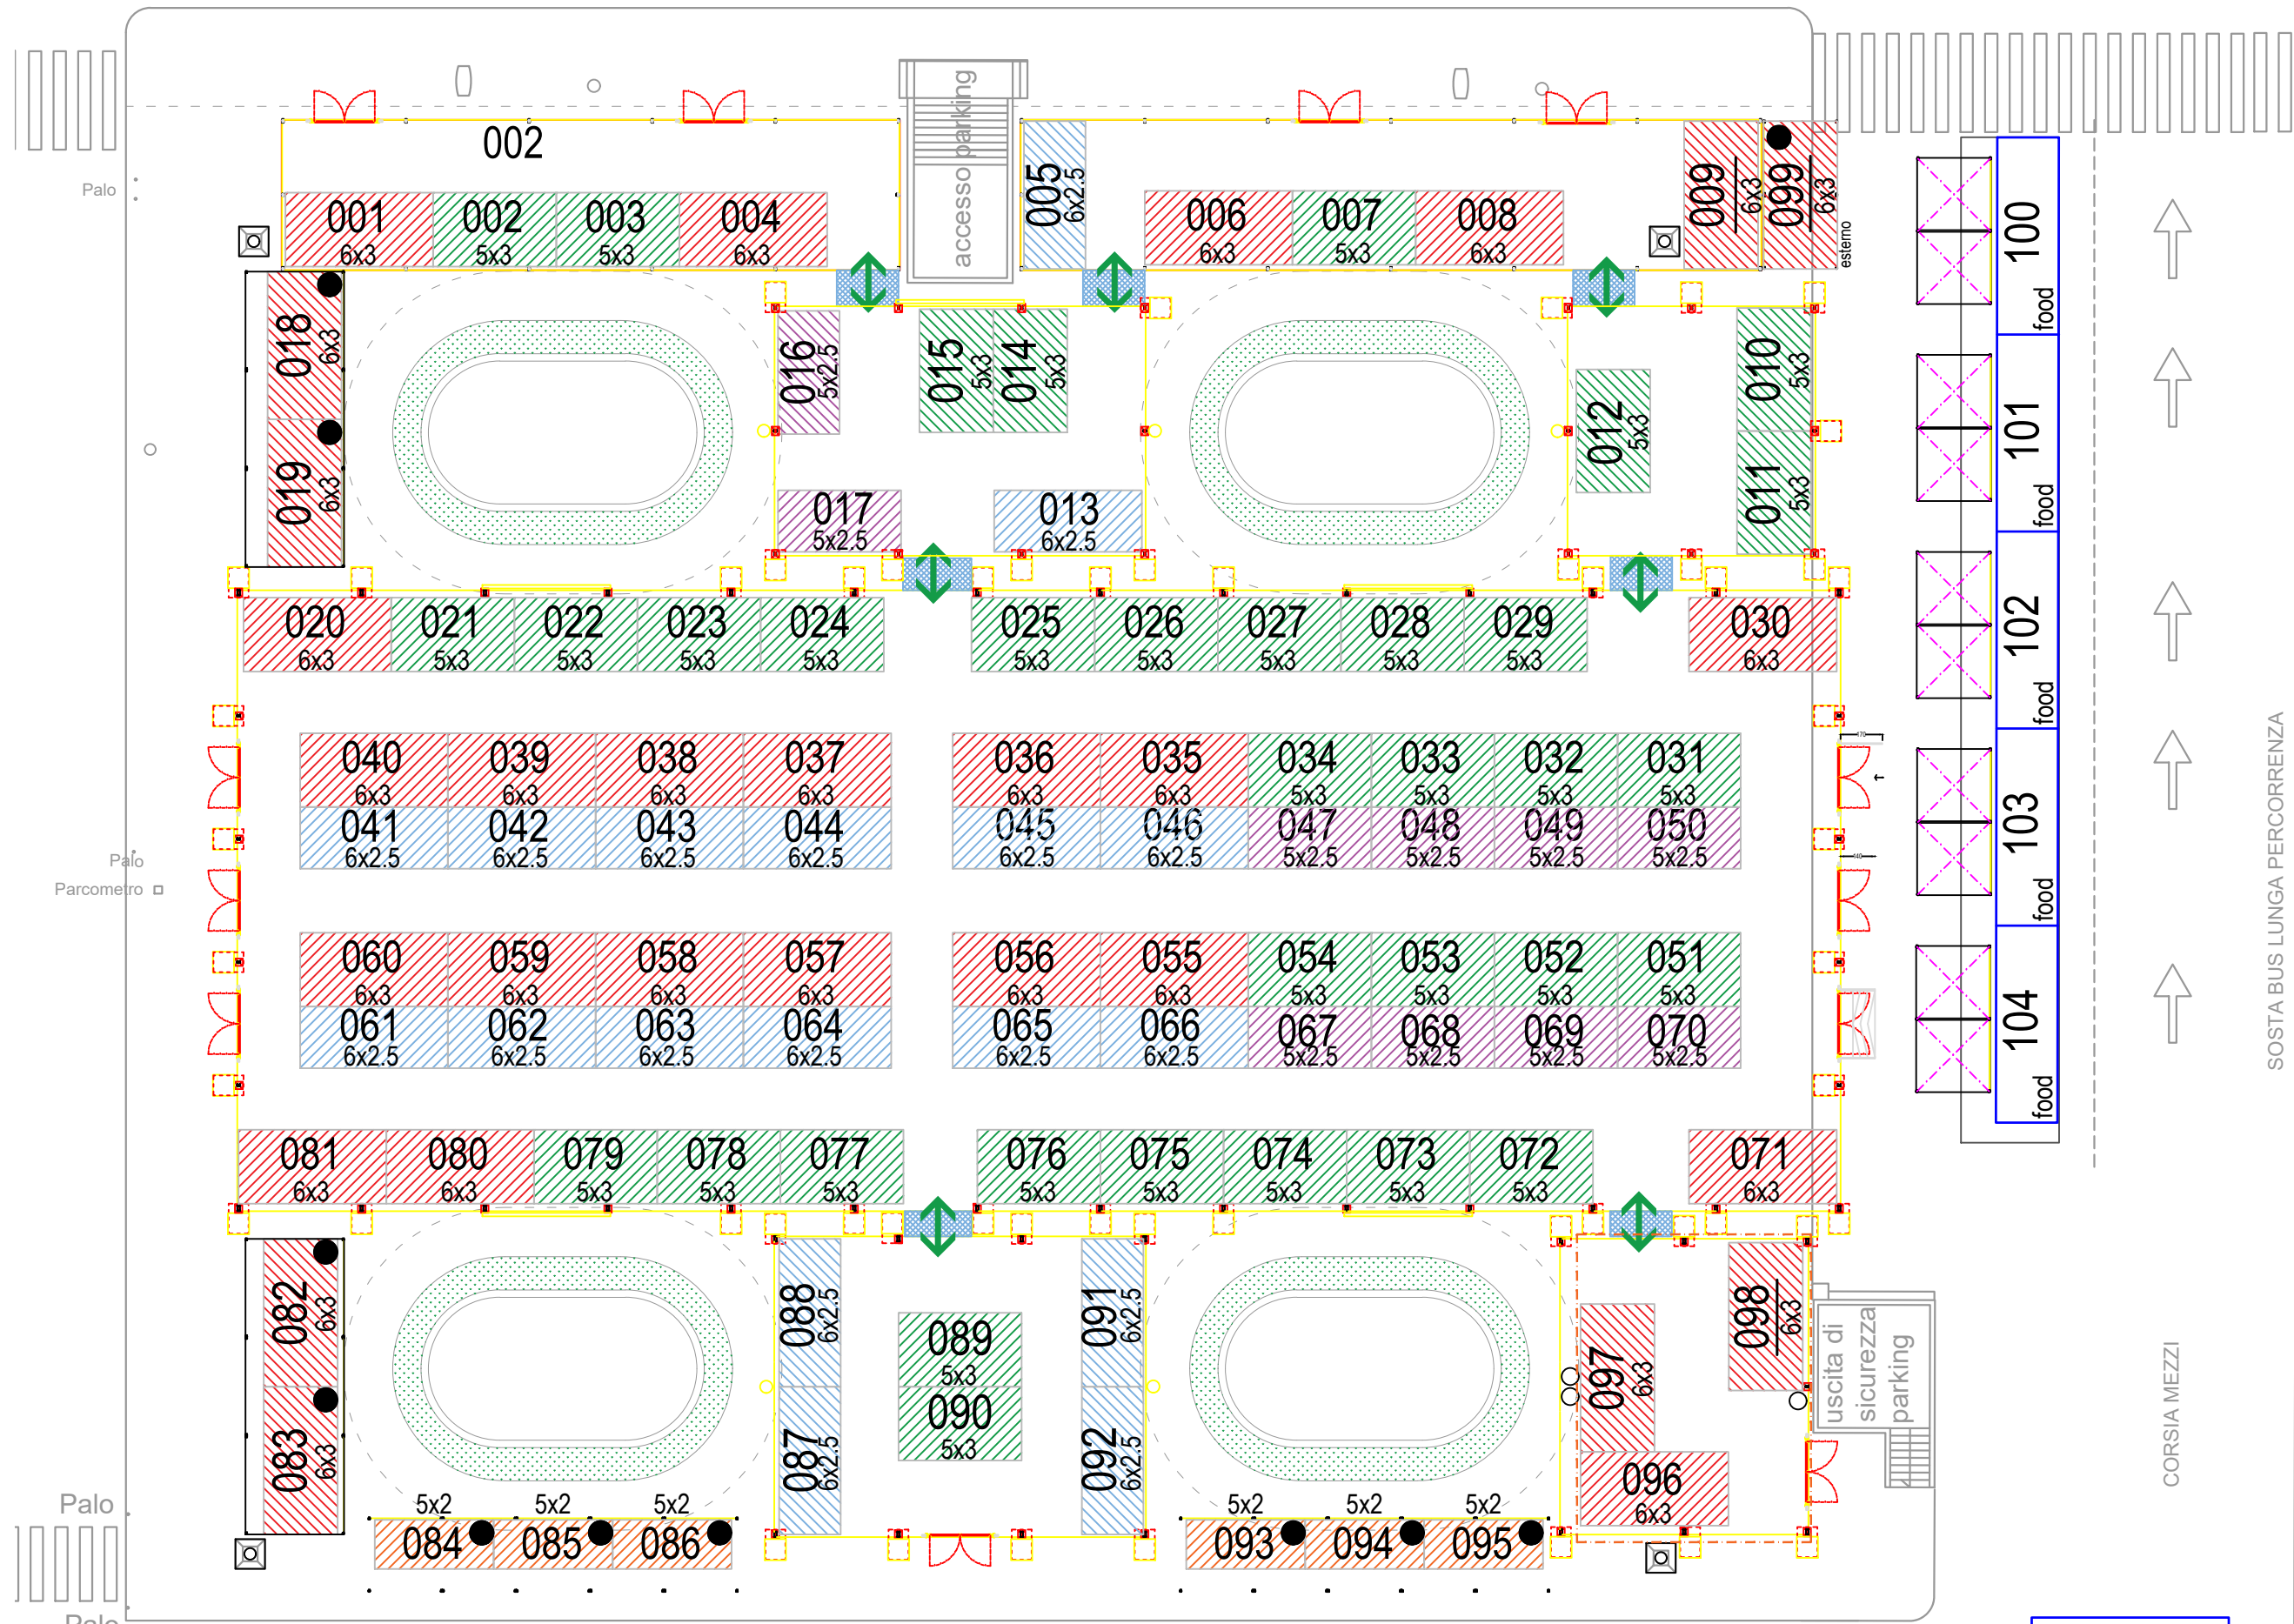 accesso parking
002
Palo
001
6x3
002
5x3
003
5x3
004
6x3
005
6x2.5
006
6x3
007
5x3
008
6x3
009
6x3
099
6x3
esterno
018
6x3
019
6x3
016
5x2.5
015
5x3
014
5x3
012
5x3
010
5x3
011
5x3
017
5x2.5
013
6x2.5
100
food
101
food
102
food
103
food
104
food
020
6x3
021
5x3
022
5x3
023
5x3
024
5x3
025
5x3
026
5x3
027
5x3
028
5x3
029
5x3
030
6x3
040
6x3
039
6x3
038
6x3
037
6x3
036
6x3
035
6x3
034
5x3
033
5x3
032
5x3
031
5x3
041
6x2.5
042
6x2.5
043
6x2.5
044
6x2.5
045
6x2.5
046
6x2.5
047
5x2.5
048
5x2.5
049
5x2.5
050
5x2.5
Palo
Parcometro
SOSTA BUS LUNGA PERCORRENZA
060
6x3
059
6x3
058
6x3
057
6x3
056
6x3
055
6x3
054
5x3
053
5x3
052
5x3
051
5x3
061
6x2.5
062
6x2.5
063
6x2.5
064
6x2.5
065
6x2.5
066
6x2.5
067
5x2.5
068
5x2.5
069
5x2.5
070
5x2.5
081
6x3
080
6x3
079
5x3
078
5x3
077
5x3
076
5x3
075
5x3
074
5x3
073
5x3
072
5x3
071
6x3
082
6x3
083
6x3
088
6x2.5
087
6x2.5
089
5x3
090
5x3
091
6x2.5
092
6x2.5
097
6x3
098
6x3
096
6x3
uscita di
sicurezza
parking
CORSIA MEZZI
Palo
5x2
084
5x2
085
5x2
086
5x2
093
5x2
094
5x2
095
Palo